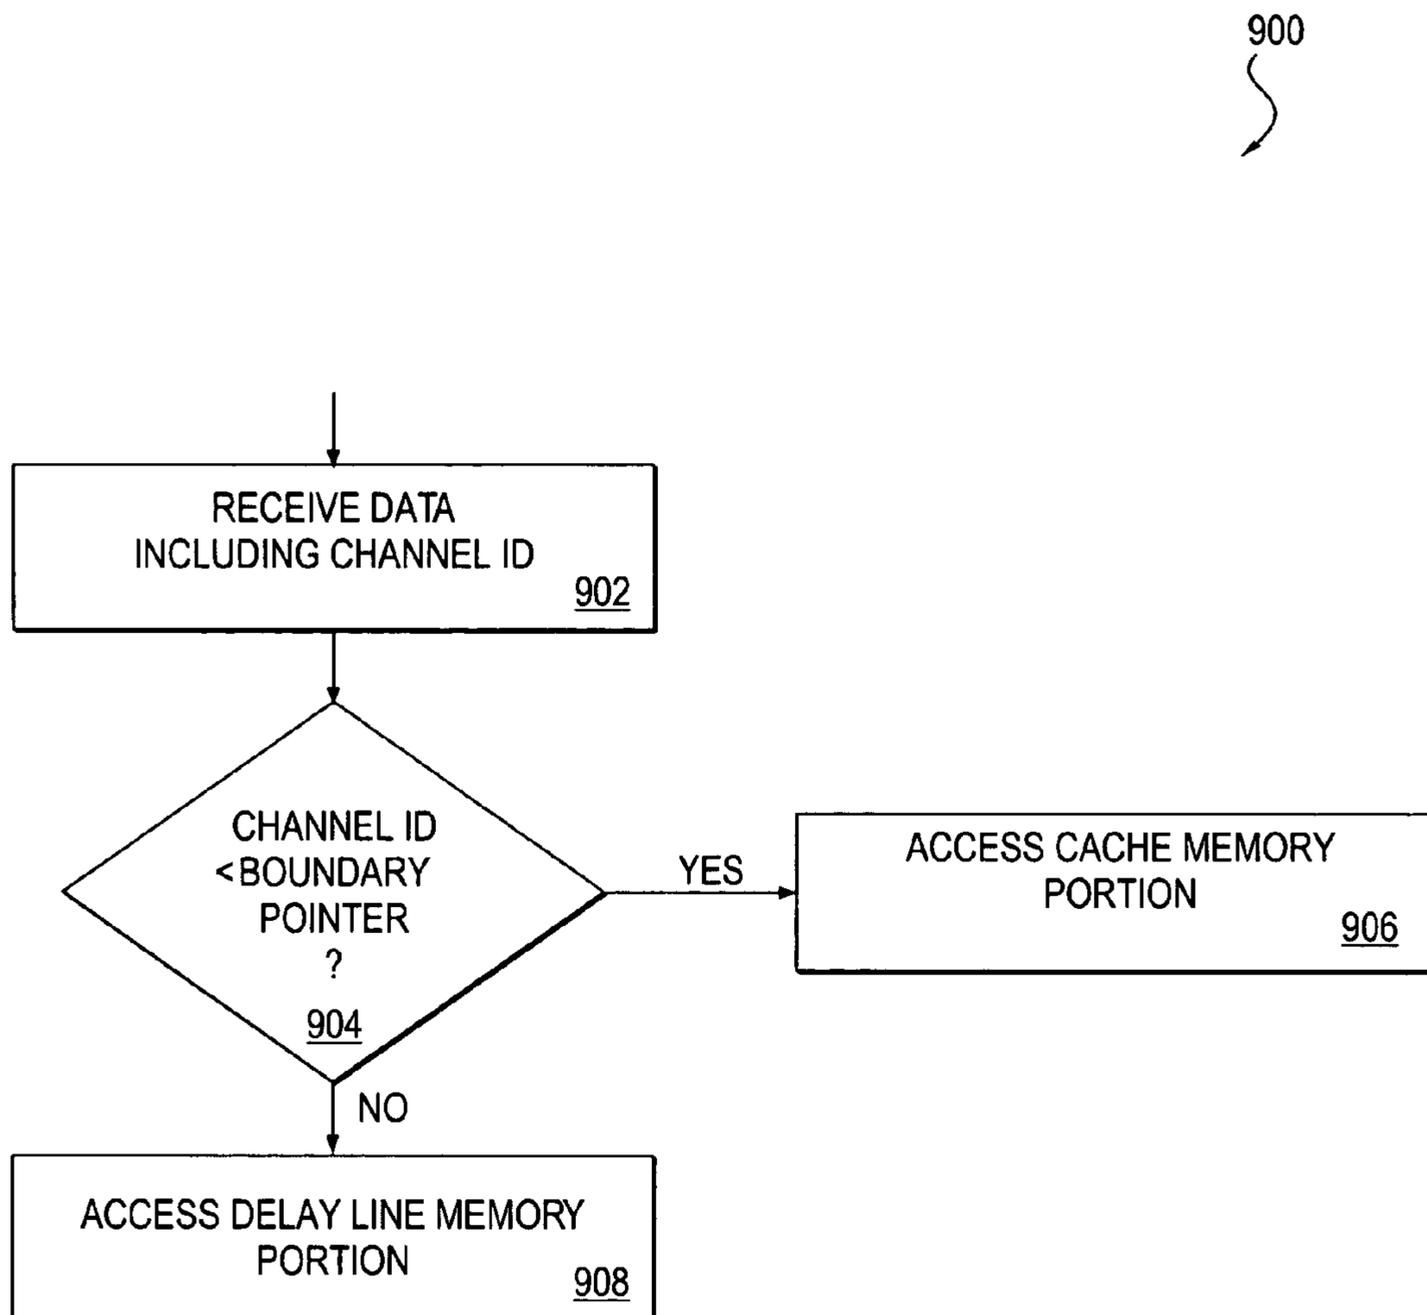 900
RECEIVE DATA
INCLUDING CHANNEL ID
902
CHANNEL ID
<BOUNDARY
POINTER
?
904
YES
ACCESS CACHE MEMORY
PORTION
906
NO
ACCESS DELAY LINE MEMORY
PORTION
908